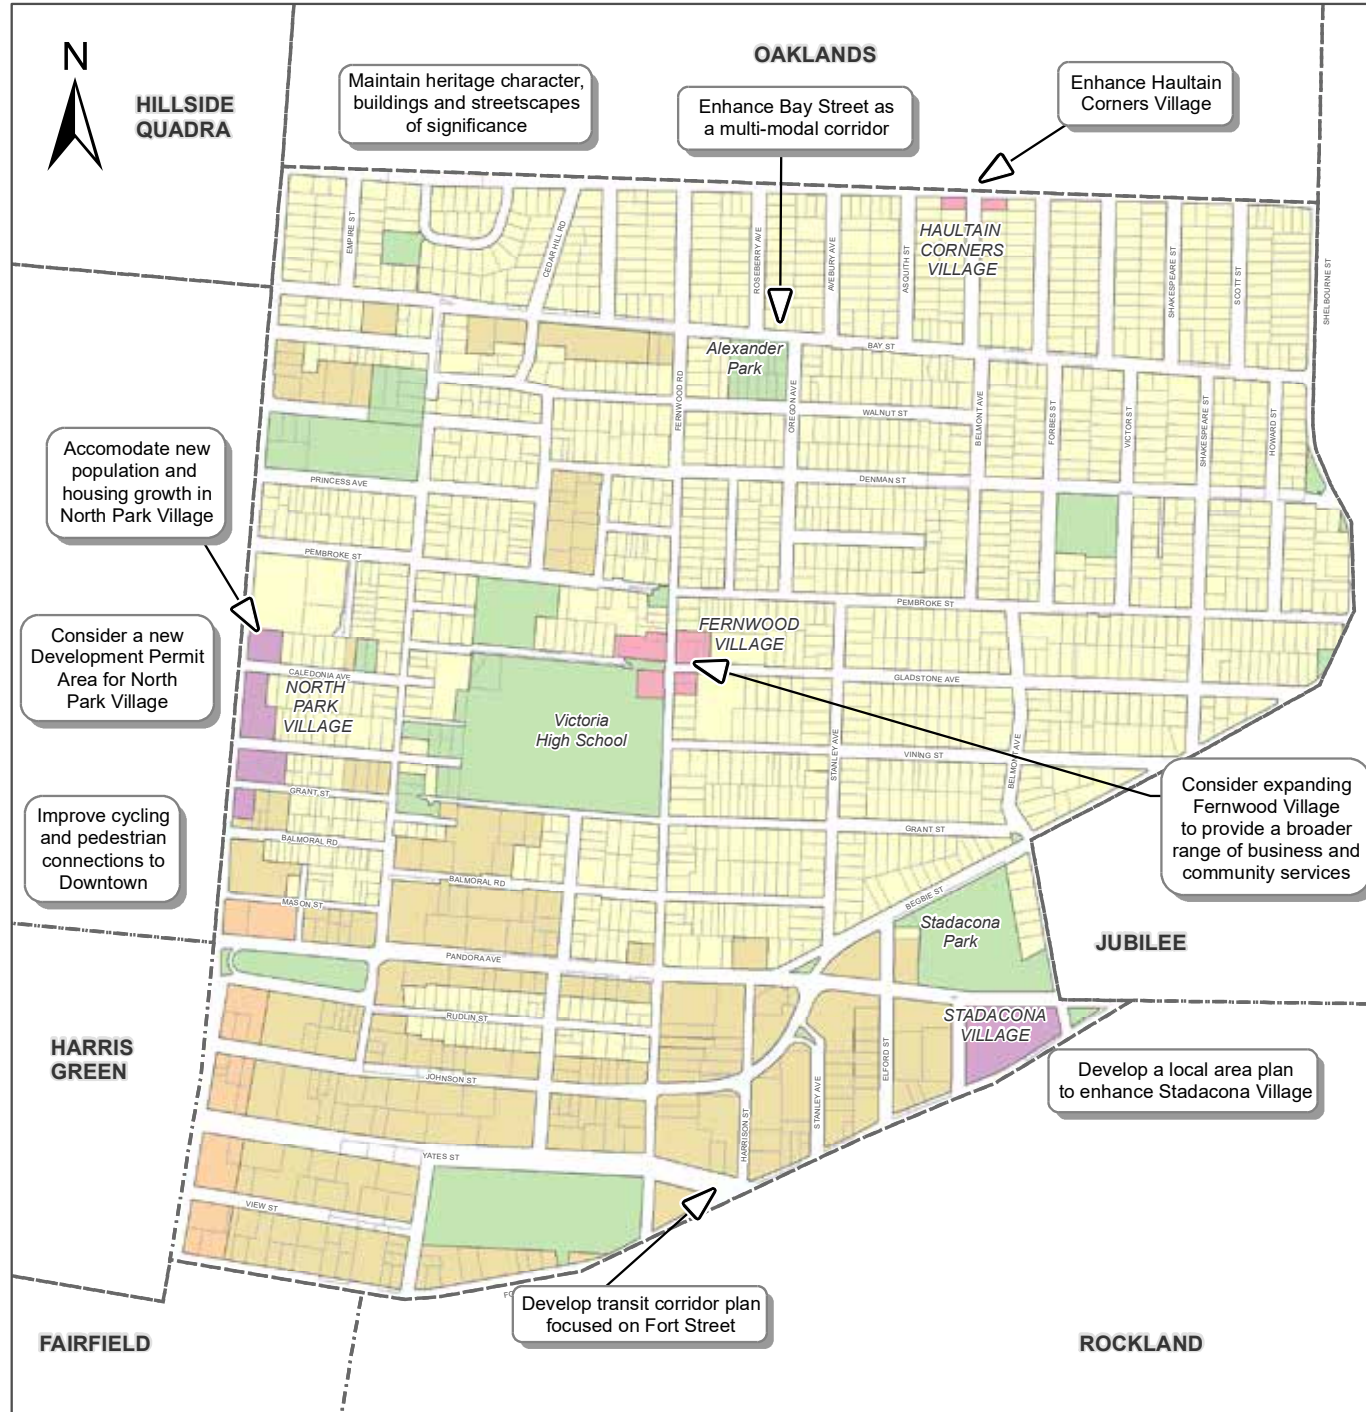 OAKLANDS
N
HILLSIDE
QUADRA
Maintain heritage character,
buildings and streetscapes
of significance
Enhance Bay Street as
a multi-modal corridor
Enhance Haultain
Corners Village
EMPIRE ST
CEDAR HILL RD
ROSEBERRY AVE
AVEBURY AVE
ASQUITH ST
HAULTAIN
CORNERS
VILLAGE
SHAKESPEARE ST
SCOTT ST
SHELBOURNE ST
Alexander
Park
BAY ST
FERNWOOD RD
OREGON AVE
WALNUT ST
BELMONT AVE
FORBES ST
VICTOR ST
SHAKESPEARE ST
HOWARD ST
Accomodate new
population and
housing growth in
North Park Village
PRINCESS AVE
DENMAN ST
PEMBROKE ST
PEMBROKE ST
Consider a new
Development Permit
Area for North
Park Village
FERNWOOD
VILLAGE
CALEDONIA AVE
NORTH
PARK
VILLAGE
GLADSTONE AVE
Victoria
High School
STANLEY AVE
VINING ST
BELMONT AVE
Consider expanding
Fernwood Village
to provide a broader
range of business and
community services
GRANT ST
Improve cycling
and pedestrian
connections to
Downtown
GRANT ST
BALMORAL RD
BALMORAL RD
BEGBIE ST
MASON ST
Stadacona
Park
JUBILEE
PANDORA AVE
RUDLIN ST
STADACONA
VILLAGE
HARRIS
GREEN
ELFORD ST
Develop a local area plan
to enhance Stadacona Village
JOHNSON ST
STANLEY AVE
HARRISON ST
YATES ST
VIEW ST
Develop transit corridor plan
focused on Fort Street
FAIRFIELD
ROCKLAND